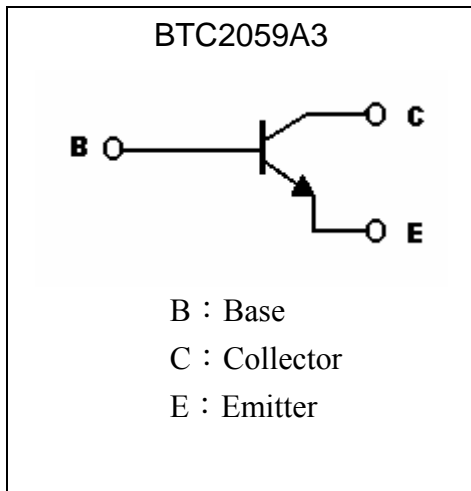 BTC2059A3
C
B
E
B：Base
C：Collector
E：Emitter